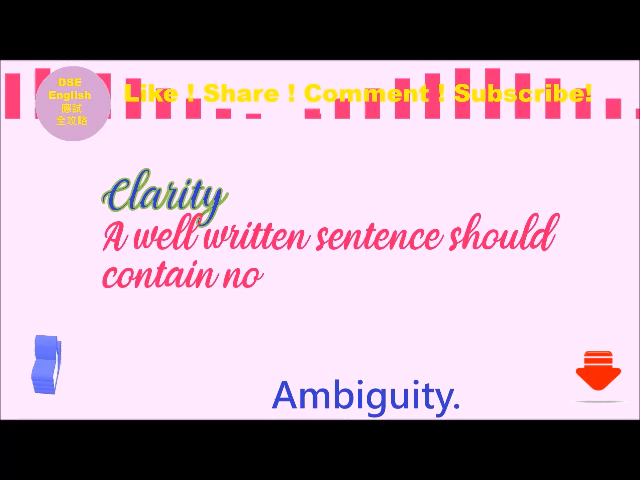 DSE
English
應試
全攻略
Like ! Share ! Comment ! Subscribe!
Clarity
A well written sentence should
contain no
Ambiguity.